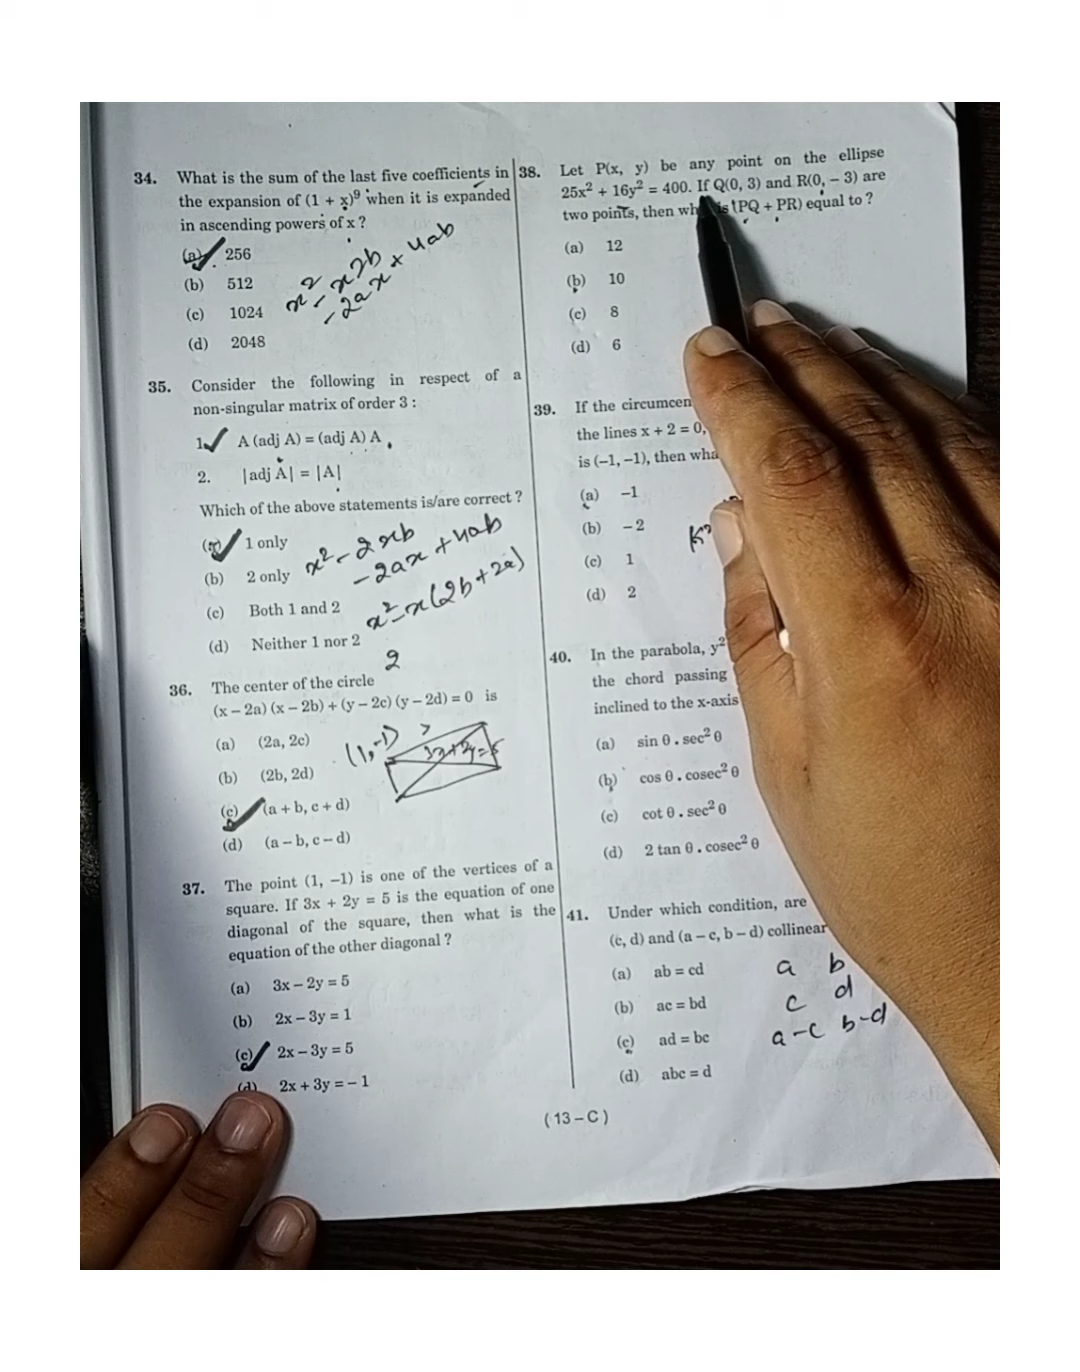 34. What is the sum of the last five coefficients in
the expansion of (1 + x)⁹ when it is expanded
in ascending powers of x ?
(a) 256
(b) 512
(c) 1024
(d) 2048
x² - x2b
- 2ax + 4ab
35. Consider the following in respect of a
non-singular matrix of order 3 :
1. A (adj A) = (adj A) A
2. |adj A| = |A|
Which of the above statements is/are correct ?
(a) 1 only
(b) 2 only
(c) Both 1 and 2
(d) Neither 1 nor 2
x² - 2xb
- 2ax + 4ab
x² - x(2b + 2a)
2
36. The center of the circle
(x – 2a) (x – 2b) + (y – 2c) (y – 2d) = 0 is
(a) (2a, 2c)
(b) (2b, 2d)
(c) (a + b, c + d)
(d) (a – b, c – d)
(1, -1)
3x + 2y = 5
37. The point (1, –1) is one of the vertices of a
square. If 3x + 2y = 5 is the equation of one
diagonal of the square, then what is the
equation of the other diagonal ?
(a) 3x – 2y = 5
(b) 2x – 3y = 1
(c) 2x – 3y = 5
(d) 2x + 3y = – 1
38. Let P(x, y) be any point on the ellipse
25x² + 16y² = 400. If Q(0, 3) and R(0, – 3) are
two points, then is (PQ + PR) equal to ?
(a) 12
(b) 10
(c) 8
(d) 6
39. If the circumcen
the lines x + 2 = 0,
is (–1, –1), then wha
(a) –1
(b) – 2
(c) 1
(d) 2
40. In the parabola, y²
the chord passing
inclined to the x-axis
(a) sin θ . sec² θ
(b) cos θ . cosec² θ
(c) cot θ . sec² θ
(d) 2 tan θ . cosec² θ
41. Under which condition, are
(c, d) and (a – c, b – d) collinear
(a) ab = cd
(b) ac = bd
(c) ad = bc
(d) abc = d
a b
c d
a-c b-d
( 13 – C )